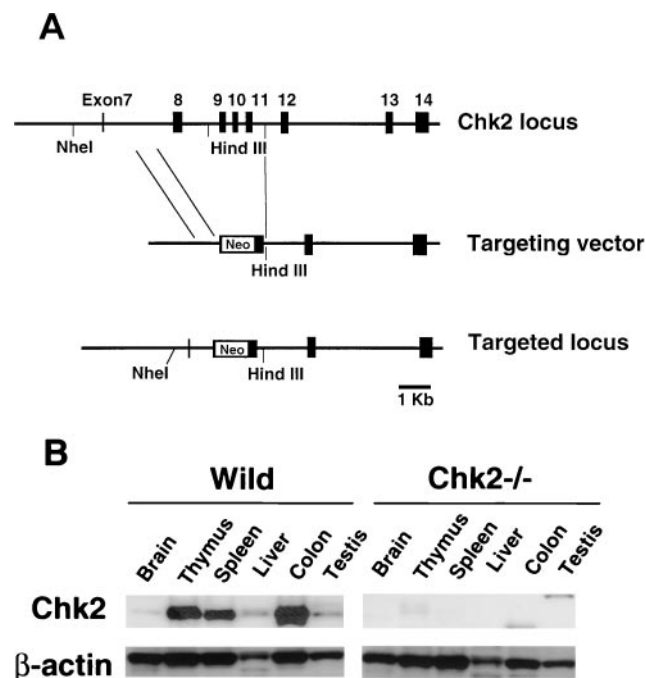 A
Exon7 8 9 10 11 12 13 14
Chk2 locus
NheI Hind III
Neo
Targeting vector
Hind III
Neo
Targeted locus
NheI Hind III
1 Kb
B
Wild Chk2-/-
Brain Thymus Spleen Liver Colon Testis Brain Thymus Spleen Liver Colon Testis
Chk2
β-actin